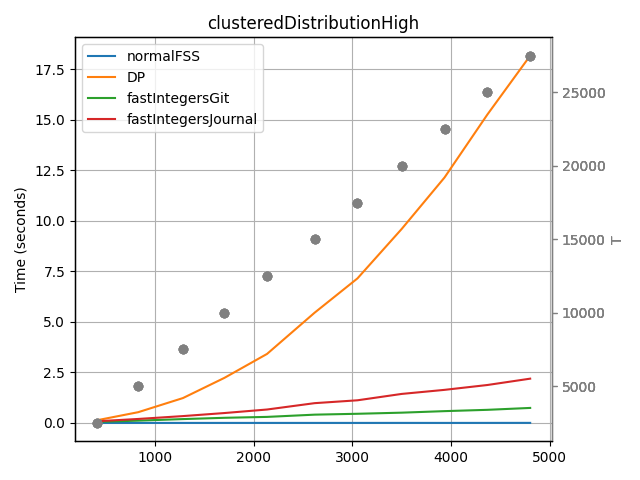 clusteredDistributionHigh
normalFSS
DP
fastIntegersGit
fastIntegersJournal
Time (seconds)
17.5
15.0
12.5
10.0
7.5
5.0
2.5
0.0
1000
2000
3000
4000
5000
25000
20000
15000
10000
5000
T